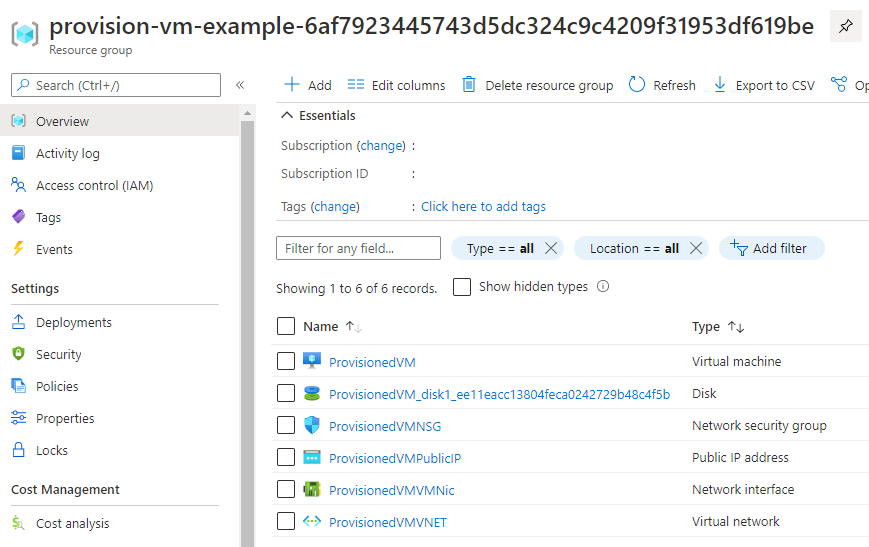 provision-vm-example-6af7923445743d5dc324c9c4209f31953df619be
Resource group
Search (Ctrl+/)
«
Add
Edit columns
Delete resource group
Refresh
Export to CSV
Op
Overview
Activity log
Access control (IAM)
Tags
Events
Settings
Deployments
Security
Policies
Properties
Locks
Cost Management
Cost analysis
Essentials
Subscription (change) :
Subscription ID :
Tags (change) : Click here to add tags
Filter for any field...
Type == all
Location == all
Add filter
Showing 1 to 6 of 6 records.
Show hidden types
Name Type
ProvisionedVM Virtual machine
ProvisionedVM_disk1_ee11eacc13804feca0242729b48c4f5b Disk
ProvisionedVMNSG Network security group
ProvisionedVMPublicIP Public IP address
ProvisionedVMVMNic Network interface
ProvisionedVMVNET Virtual network